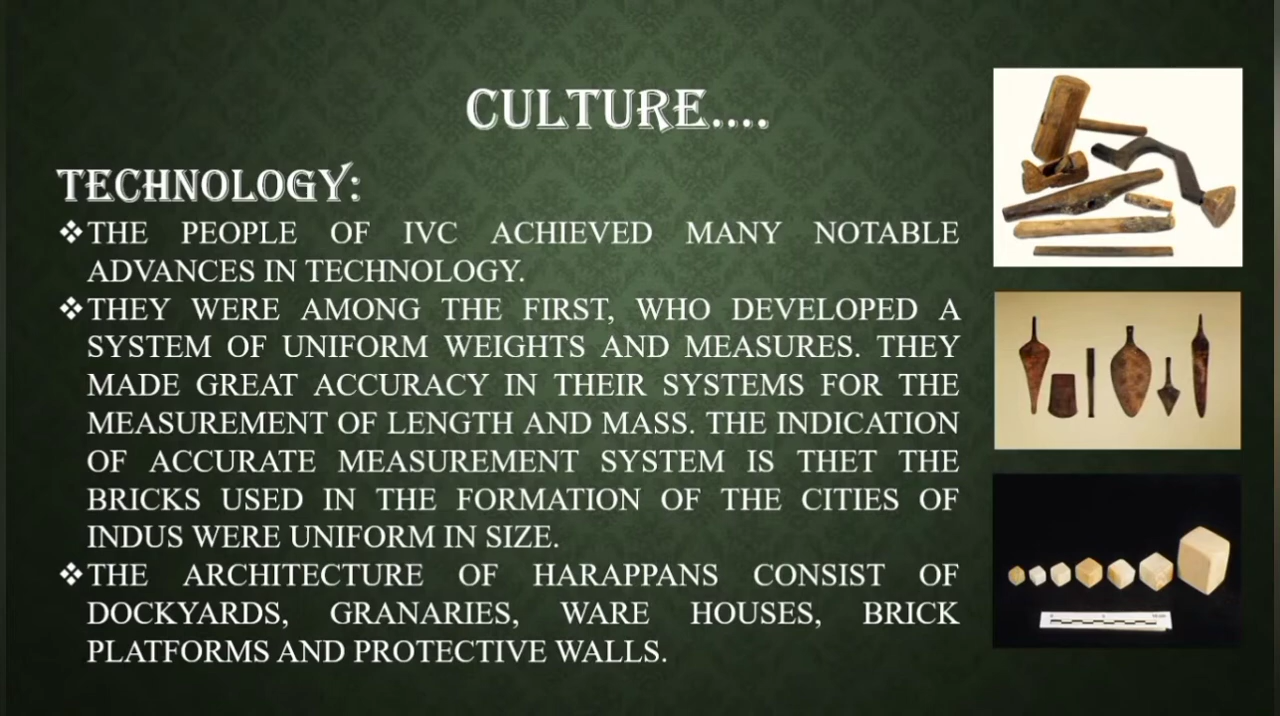 CULTURE....
TECHNOLOGY:
❖THE PEOPLE OF IVC ACHIEVED MANY NOTABLE
ADVANCES IN TECHNOLOGY.
❖THEY WERE AMONG THE FIRST, WHO DEVELOPED A
SYSTEM OF UNIFORM WEIGHTS AND MEASURES. THEY
MADE GREAT ACCURACY IN THEIR SYSTEMS FOR THE
MEASUREMENT OF LENGTH AND MASS. THE INDICATION
OF ACCURATE MEASUREMENT SYSTEM IS THET THE
BRICKS USED IN THE FORMATION OF THE CITIES OF
INDUS WERE UNIFORM IN SIZE.
❖THE ARCHITECTURE OF HARAPPANS CONSIST OF
DOCKYARDS, GRANARIES, WARE HOUSES, BRICK
PLATFORMS AND PROTECTIVE WALLS.